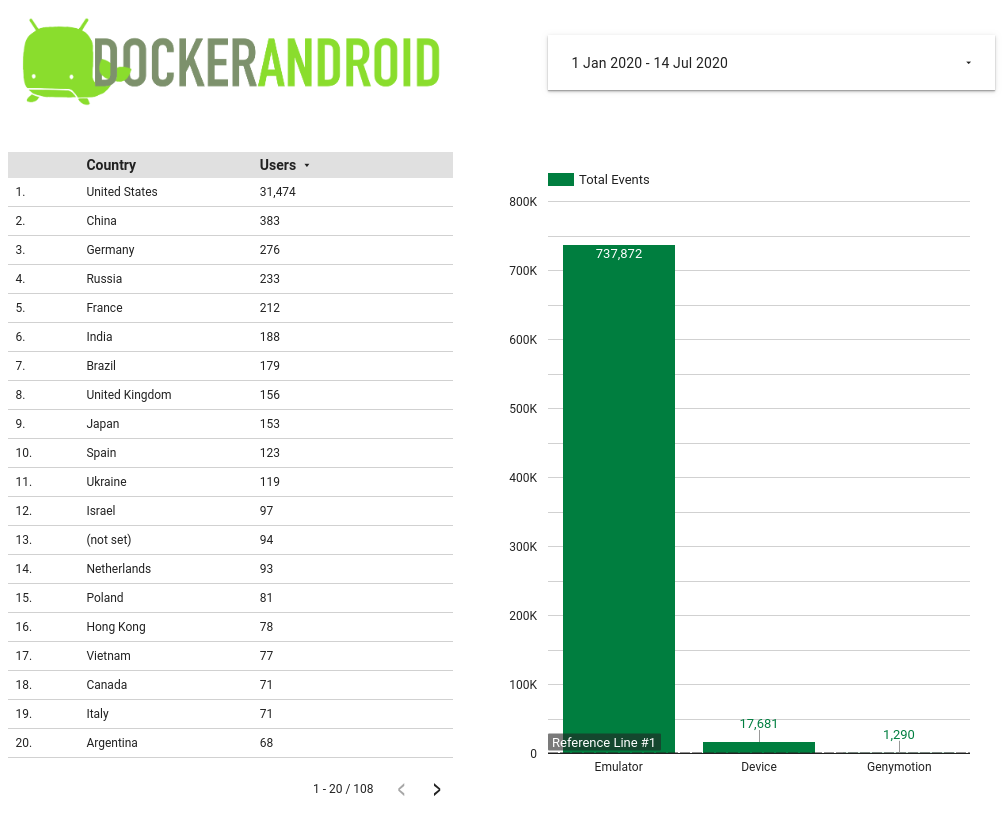 DOCKERANDROID
1 Jan 2020 - 14 Jul 2020
Country Users
1. United States 31,474
2. China 383
3. Germany 276
4. Russia 233
5. France 212
6. India 188
7. Brazil 179
8. United Kingdom 156
9. Japan 153
10. Spain 123
11. Ukraine 119
12. Israel 97
13. (not set) 94
14. Netherlands 93
15. Poland 81
16. Hong Kong 78
17. Vietnam 77
18. Canada 71
19. Italy 71
20. Argentina 68
1 - 20 / 108
Total Events
800K
700K
600K
500K
400K
300K
200K
100K
0
737,872
17,681
1,290
Reference Line #1
Emulator Device Genymotion